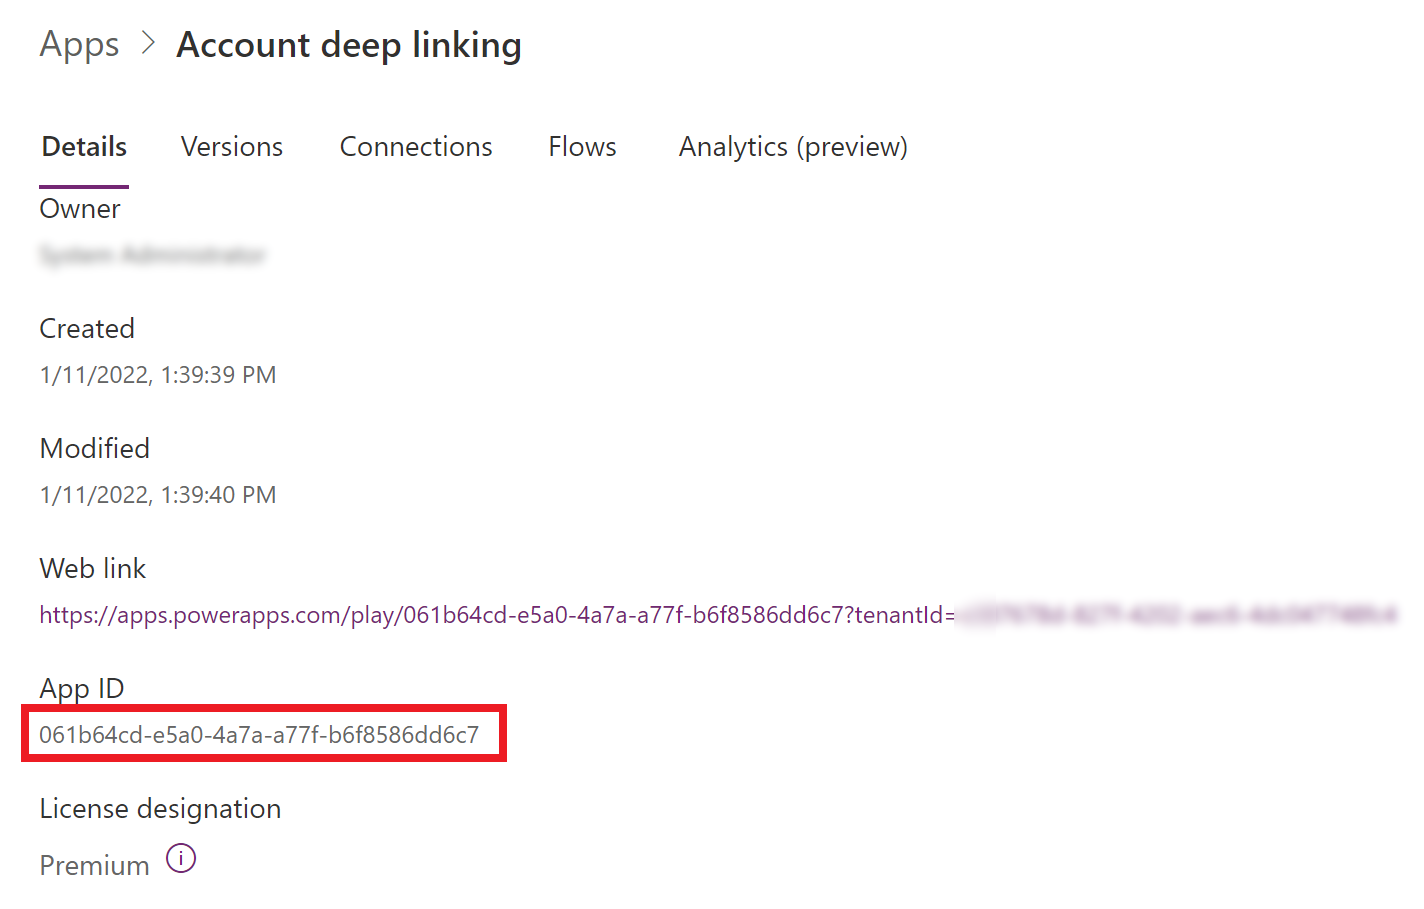 Apps > Account deep linking
Details Versions Connections Flows Analytics (preview)
Owner
System Administrator
Created
1/11/2022, 1:39:39 PM
Modified
1/11/2022, 1:39:40 PM
Web link
https://apps.powerapps.com/play/061b64cd-e5a0-4a7a-a77f-b6f8586dd6c7?tenantId=
App ID
061b64cd-e5a0-4a7a-a77f-b6f8586dd6c7
License designation
Premium